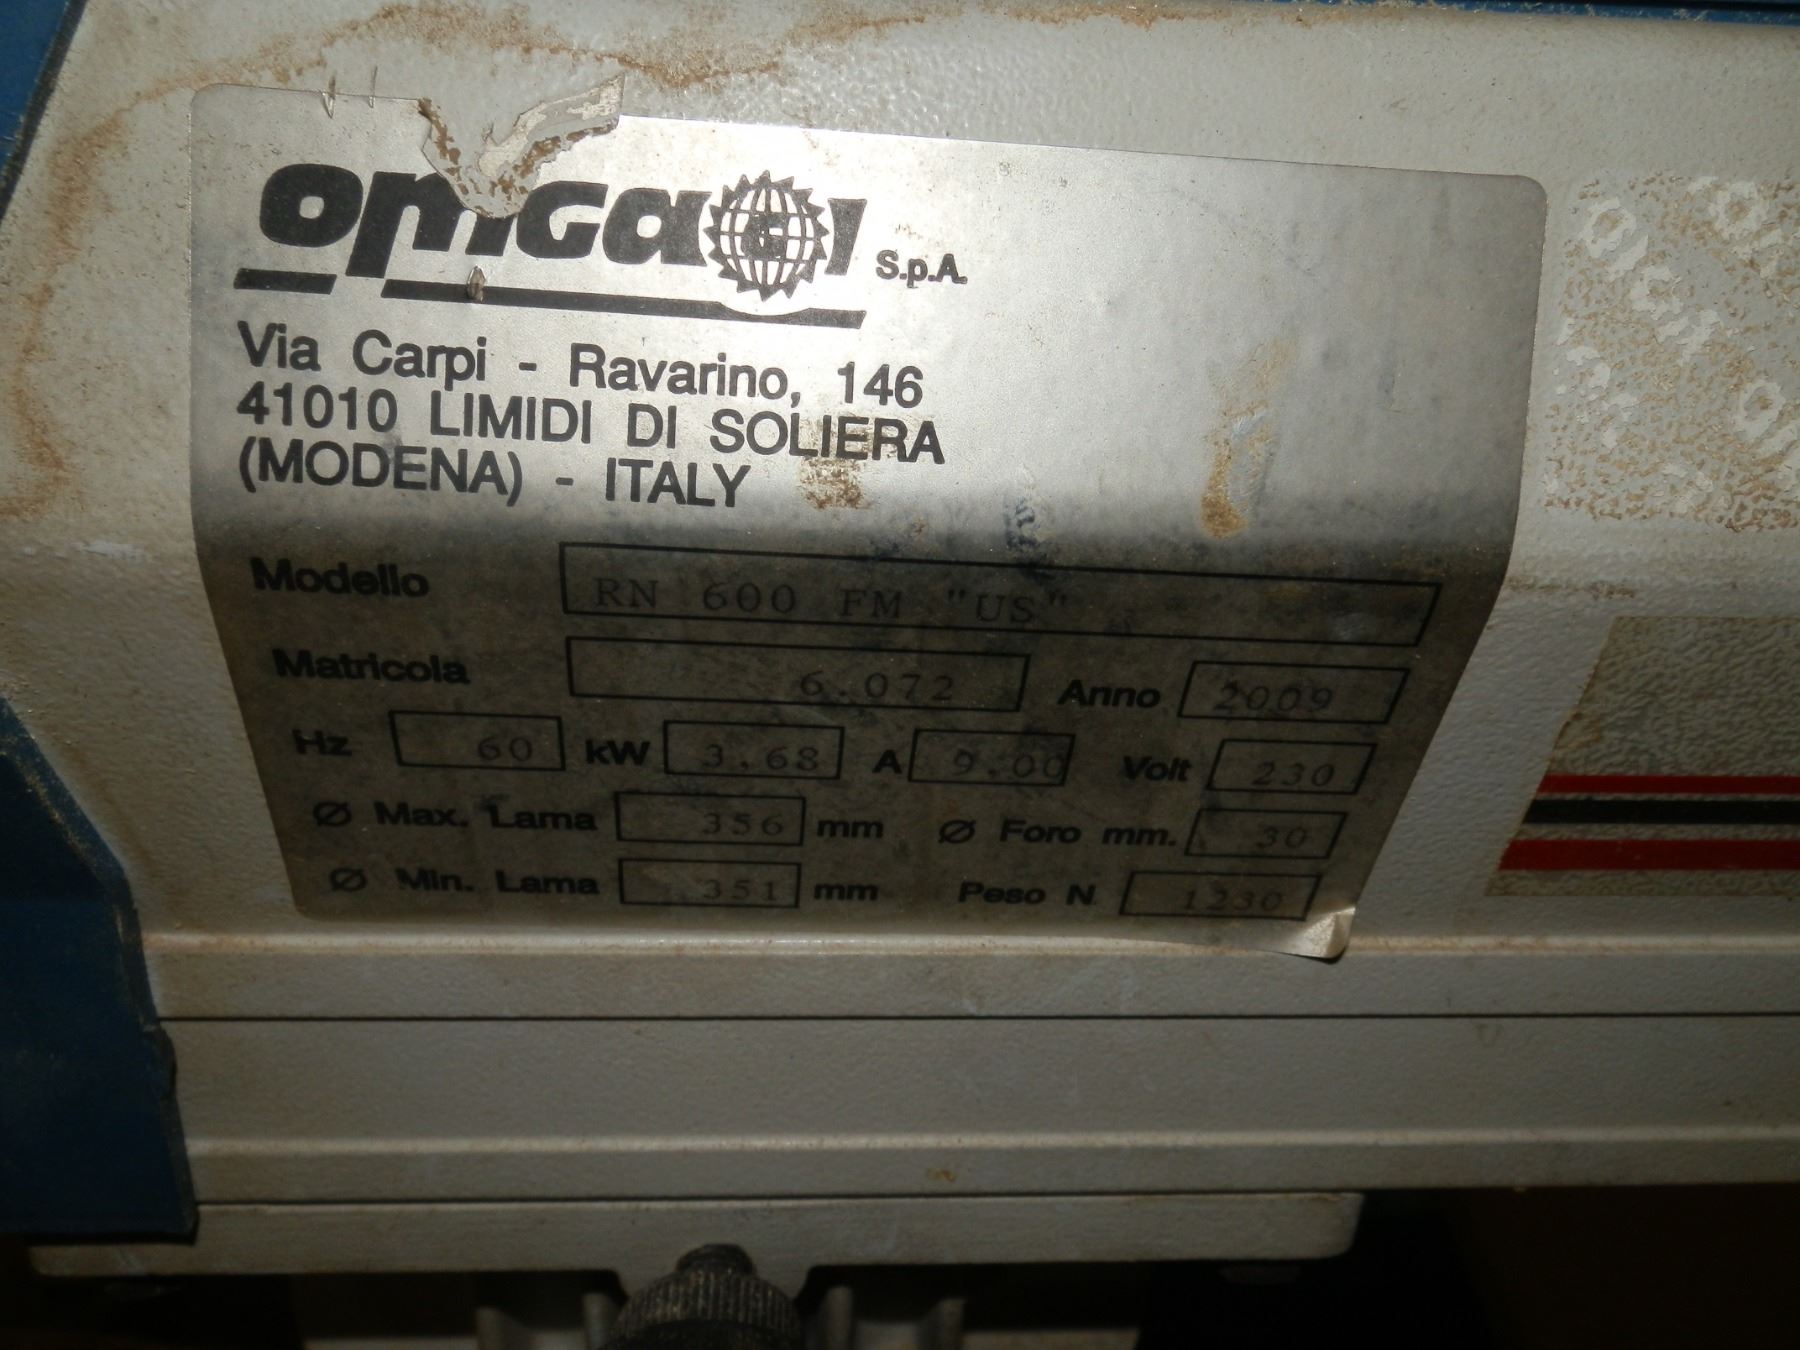 omga S.p.A.
Via Carpi - Ravarino, 146
41010 LIMIDI DI SOLIERA
(MODENA) - ITALY
Modello RN 600 FM "US"
Matricola 6.072 Anno 2009
Hz 60 kW 3.68 A 9.00 Volt 230
Ø Max. Lama 356 mm Ø Foro mm. 30
Ø Min. Lama 351 mm Peso N 1230